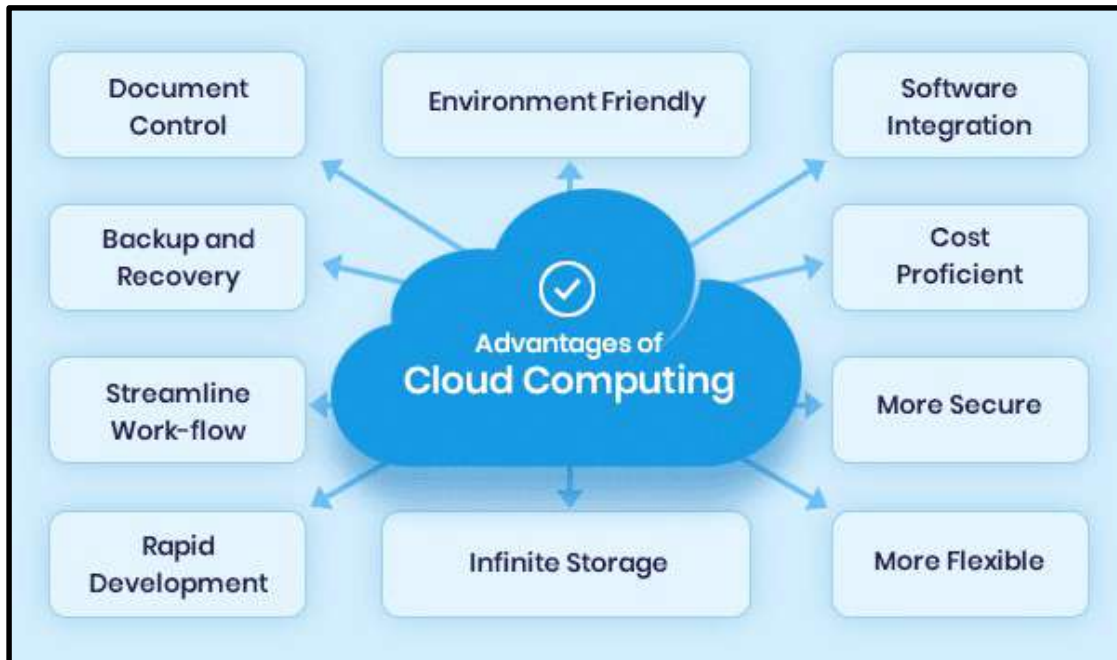 Document
Control
Environment Friendly
Software
Integration
Backup and
Recovery
Cost
Proficient
Advantages of
Cloud Computing
Streamline
Work-flow
More Secure
Rapid
Development
Infinite Storage
More Flexible